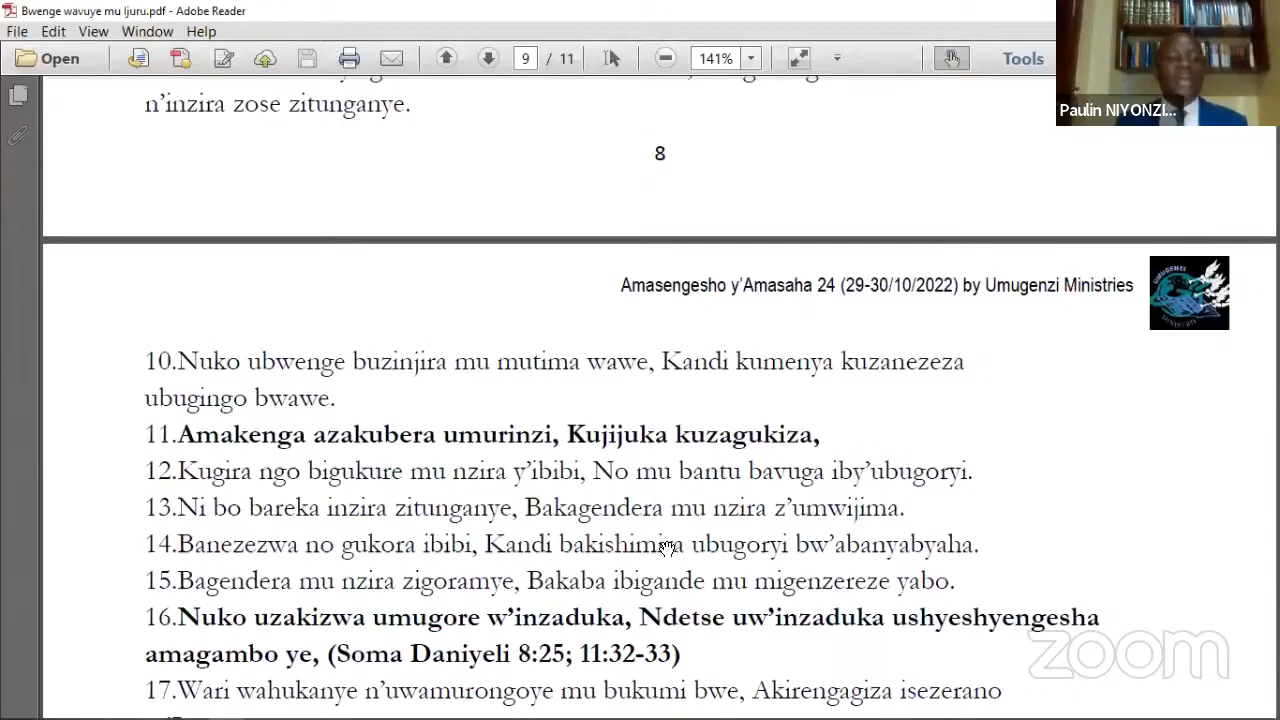 Bwenge wavuye mu Ijuru.pdf - Adobe Reader
File Edit View Window Help
Open 9 / 11 141% Tools
Paulin NIYONZI...
n’inzira zose zitunganye.
8
Amasengesho y’Amasaha 24 (29-30/10/2022) by Umugenzi Ministries
UMUGENZI
10.Nuko ubwenge buzinjira mu mutima wawe, Kandi kumenya kuzanezeza
ubugingo bwawe.
11.Amakenga azakubera umurinzi, Kujijuka kuzagukiza,
12.Kugira ngo bigukure mu nzira y’ibibi, No mu bantu bavuga iby’ubugoryi.
13.Ni bo bareka inzira zitunganye, Bakagendera mu nzira z’umwijima.
14.Banezezwa no gukora ibibi, Kandi bakishimira ubugoryi bw’abanyabyaha.
15.Bagendera mu nzira zigoramye, Bakaba ibigande mu migenzereze yabo.
16.Nuko uzakizwa umugore w’inzaduka, Ndetse uw’inzaduka ushyeshyengesha
amagambo ye, (Soma Daniyeli 8:25; 11:32-33)
zoom
17.Wari wahukanye n’uwamurongoye mu bukumi bwe, Akirengagiza isezerano